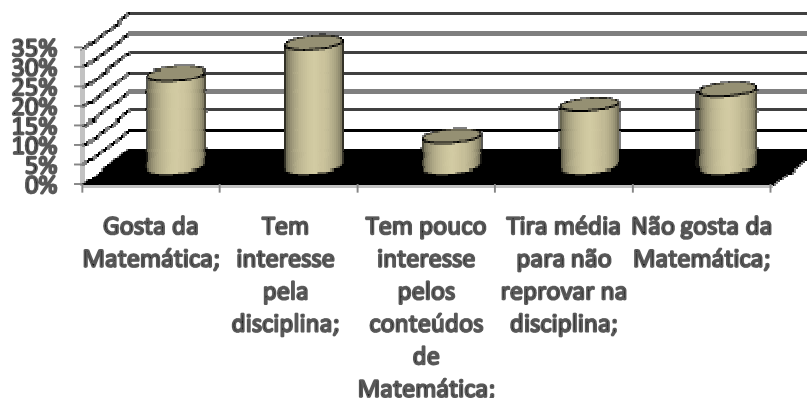 35%
30%
25%
20%
15%
10%
5%
0%
Gosta da
Matemática;
Tem
interesse
pela
disciplina;
Tem pouco
interesse
pelos
conteúdos
de
Matemática;
Tira média
para não
reprovar na
disciplina;
Não gosta da
Matemática;